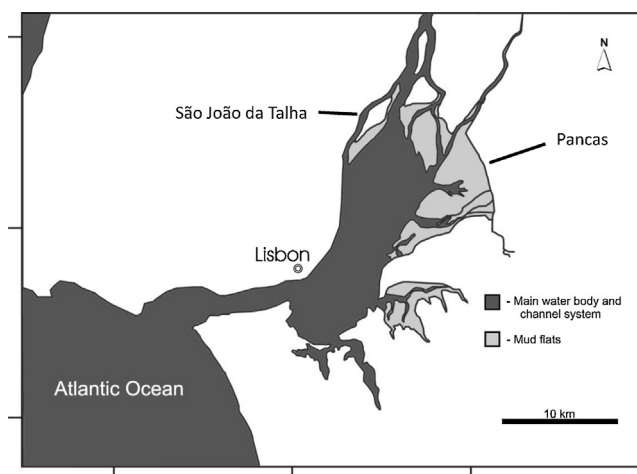 N
São João da Talha
Pancas
Lisbon
- Main water body and
channel system
- Mud flats
Atlantic Ocean
10 km